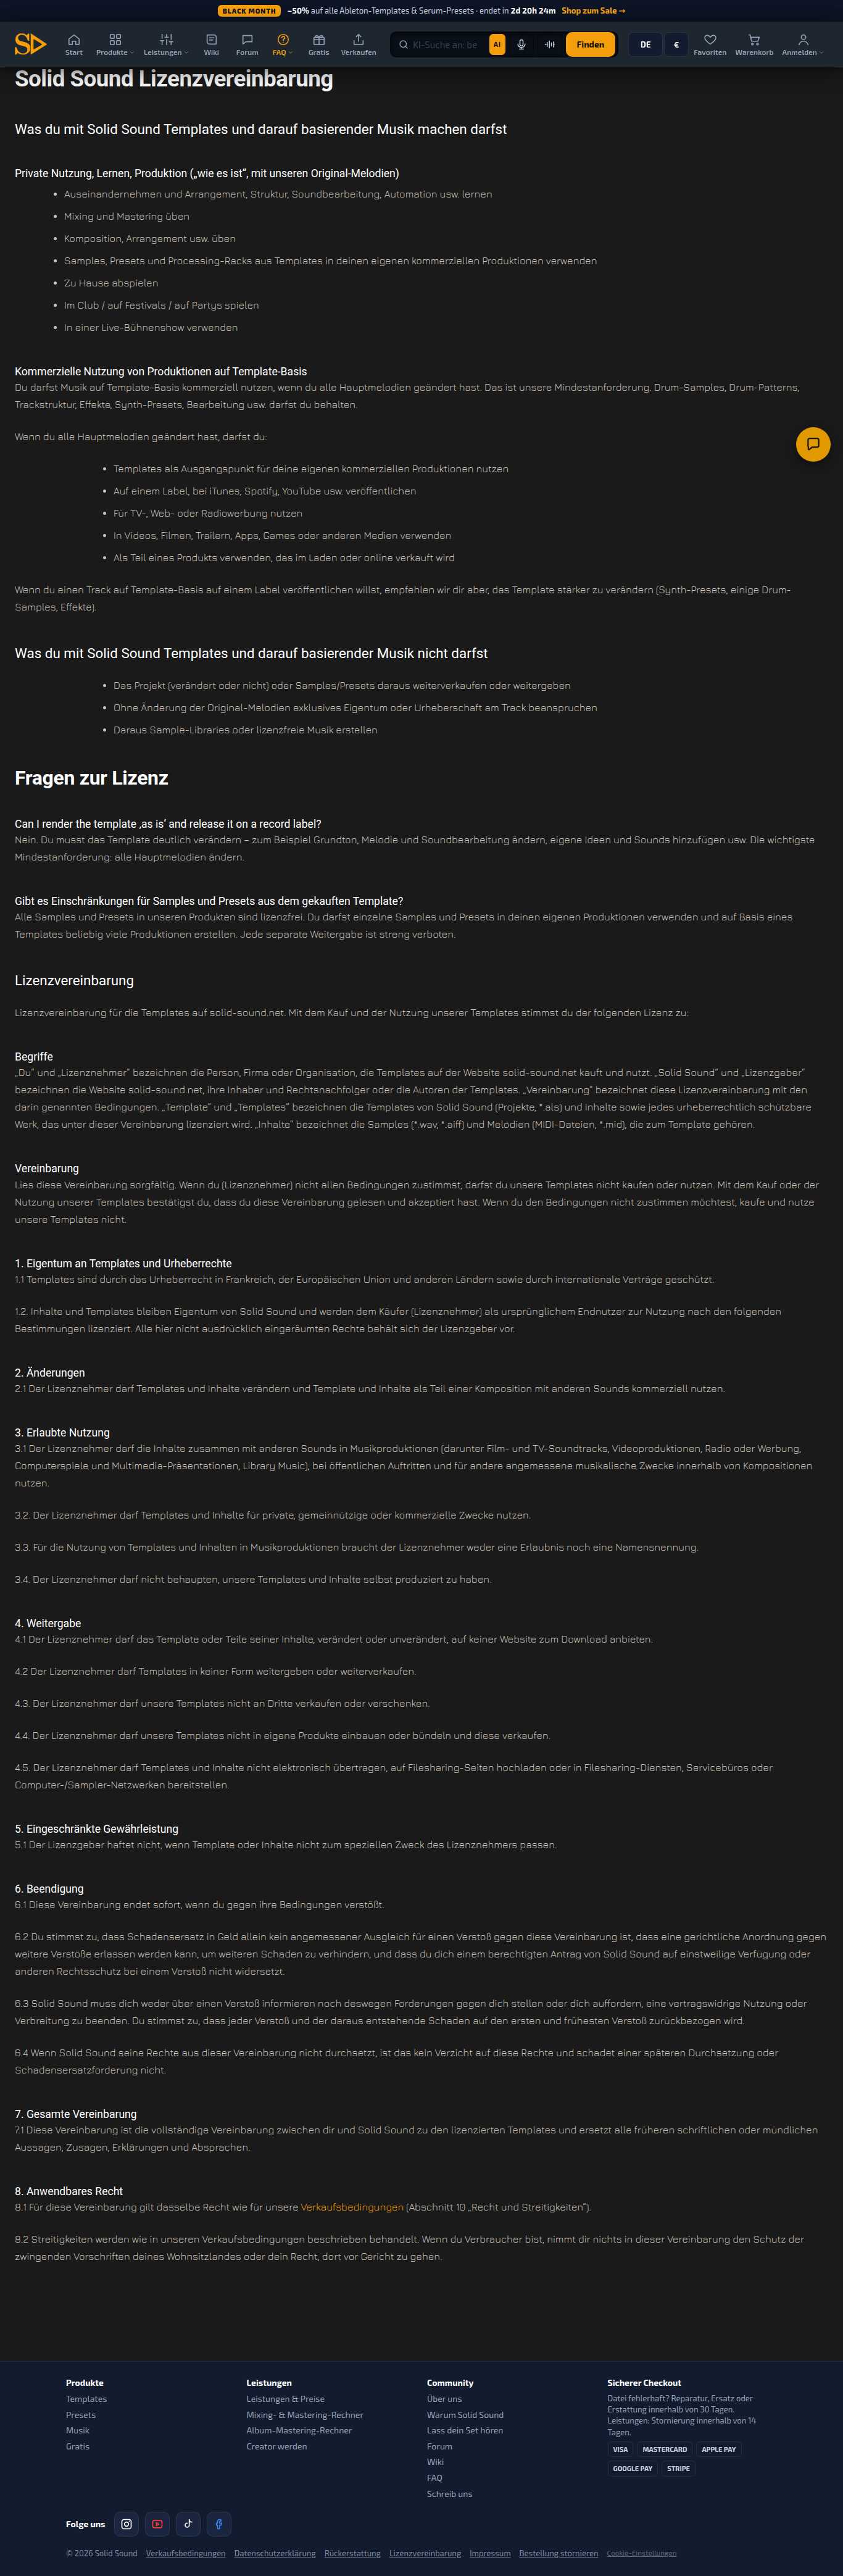 BLACK MONTH −50% auf alle Ableton-Templates & Serum-Presets · endet in 2d 20h 24m Shop zum Sale →
Start
Produkte
Leistungen
Wiki
Forum
FAQ
Gratis
Verkaufen
KI-Suche an: be
AI
Finden
DE
€
Favoriten
Warenkorb
Anmelden
Solid Sound Lizenzvereinbarung
Was du mit Solid Sound Templates und darauf basierender Musik machen darfst
Private Nutzung, Lernen, Produktion („wie es ist“, mit unseren Original-Melodien)
• Auseinandernehmen und Arrangement, Struktur, Soundbearbeitung, Automation usw. lernen
• Mixing und Mastering üben
• Komposition, Arrangement usw. üben
• Samples, Presets und Processing-Racks aus Templates in deinen eigenen kommerziellen Produktionen verwenden
• Zu Hause abspielen
• Im Club / auf Festivals / auf Partys spielen
• In einer Live-Bühnenshow verwenden
Kommerzielle Nutzung von Produktionen auf Template-Basis
Du darfst Musik auf Template-Basis kommerziell nutzen, wenn du alle Hauptmelodien geändert hast. Das ist unsere Mindestanforderung. Drum-Samples, Drum-Patterns,
Trackstruktur, Effekte, Synth-Presets, Bearbeitung usw. darfst du behalten.
Wenn du alle Hauptmelodien geändert hast, darfst du:
• Templates als Ausgangspunkt für deine eigenen kommerziellen Produktionen nutzen
• Auf einem Label, bei iTunes, Spotify, YouTube usw. veröffentlichen
• Für TV-, Web- oder Radiowerbung nutzen
• In Videos, Filmen, Trailern, Apps, Games oder anderen Medien verwenden
• Als Teil eines Produkts verwenden, das im Laden oder online verkauft wird
Wenn du einen Track auf Template-Basis auf einem Label veröffentlichen willst, empfehlen wir dir aber, das Template stärker zu verändern (Synth-Presets, einige Drum-
Samples, Effekte).
Was du mit Solid Sound Templates und darauf basierender Musik nicht darfst
• Das Projekt (verändert oder nicht) oder Samples/Presets daraus weiterverkaufen oder weitergeben
• Ohne Änderung der Original-Melodien exklusives Eigentum oder Urheberschaft am Track beanspruchen
• Daraus Sample-Libraries oder lizenzfreie Musik erstellen
Fragen zur Lizenz
Can I render the template ‚as is‘ and release it on a record label?
Nein. Du musst das Template deutlich verändern – zum Beispiel Grundton, Melodie und Soundbearbeitung ändern, eigene Ideen und Sounds hinzufügen usw. Die wichtigste
Mindestanforderung: alle Hauptmelodien ändern.
Gibt es Einschränkungen für Samples und Presets aus dem gekauften Template?
Alle Samples und Presets in unseren Produkten sind lizenzfrei. Du darfst einzelne Samples und Presets in deinen eigenen Produktionen verwenden und auf Basis eines
Templates beliebig viele Produktionen erstellen. Jede separate Weitergabe ist streng verboten.
Lizenzvereinbarung
Lizenzvereinbarung für die Templates auf solid-sound.net. Mit dem Kauf und der Nutzung unserer Templates stimmst du der folgenden Lizenz zu:
Begriffe
„Du“ und „Lizenznehmer“ bezeichnen die Person, Firma oder Organisation, die Templates auf der Website solid-sound.net kauft und nutzt. „Solid Sound“ und „Lizenzgeber“
bezeichnen die Website solid-sound.net, ihre Inhaber und Rechtsnachfolger oder die Autoren der Templates. „Vereinbarung“ bezeichnet diese Lizenzvereinbarung mit den
darin genannten Bedingungen. „Template“ und „Templates“ bezeichnen die Templates von Solid Sound (Projekte, *.als) und Inhalte sowie jedes urheberrechtlich schützbare
Werk, das unter dieser Vereinbarung lizenziert wird. „Inhalte“ bezeichnet die Samples (*.wav, *.aiff) und Melodien (MIDI-Dateien, *.mid), die zum Template gehören.
Vereinbarung
Lies diese Vereinbarung sorgfältig. Wenn du (Lizenznehmer) nicht allen Bedingungen zustimmst, darfst du unsere Templates nicht kaufen oder nutzen. Mit dem Kauf oder der
Nutzung unserer Templates bestätigst du, dass du diese Vereinbarung gelesen und akzeptiert hast. Wenn du den Bedingungen nicht zustimmen möchtest, kaufe und nutze
unsere Templates nicht.
1. Eigentum an Templates und Urheberrechte
1.1 Templates sind durch das Urheberrecht in Frankreich, der Europäischen Union und anderen Ländern sowie durch internationale Verträge geschützt.
1.2. Inhalte und Templates bleiben Eigentum von Solid Sound und werden dem Käufer (Lizenznehmer) als ursprünglichem Endnutzer zur Nutzung nach den folgenden
Bestimmungen lizenziert. Alle hier nicht ausdrücklich eingeräumten Rechte behält sich der Lizenzgeber vor.
2. Änderungen
2.1 Der Lizenznehmer darf Templates und Inhalte verändern und Template und Inhalte als Teil einer Komposition mit anderen Sounds kommerziell nutzen.
3. Erlaubte Nutzung
3.1 Der Lizenznehmer darf die Inhalte zusammen mit anderen Sounds in Musikproduktionen (darunter Film- und TV-Soundtracks, Videoproduktionen, Radio oder Werbung,
Computerspiele und Multimedia-Präsentationen, Library Music), bei öffentlichen Auftritten und für andere angemessene musikalische Zwecke innerhalb von Kompositionen
nutzen.
3.2. Der Lizenznehmer darf Templates und Inhalte für private, gemeinnützige oder kommerzielle Zwecke nutzen.
3.3. Für die Nutzung von Templates und Inhalten in Musikproduktionen braucht der Lizenznehmer weder eine Erlaubnis noch eine Namensnennung.
3.4. Der Lizenznehmer darf nicht behaupten, unsere Templates und Inhalte selbst produziert zu haben.
4. Weitergabe
4.1 Der Lizenznehmer darf das Template oder Teile seiner Inhalte, verändert oder unverändert, auf keiner Website zum Download anbieten.
4.2 Der Lizenznehmer darf Templates in keiner Form weitergeben oder weiterverkaufen.
4.3. Der Lizenznehmer darf unsere Templates nicht an Dritte verkaufen oder verschenken.
4.4. Der Lizenznehmer darf unsere Templates nicht in eigene Produkte einbauen oder bündeln und diese verkaufen.
4.5. Der Lizenznehmer darf Templates und Inhalte nicht elektronisch übertragen, auf Filesharing-Seiten hochladen oder in Filesharing-Diensten, Servicebüros oder
Computer-/Sampler-Netzwerken bereitstellen.
5. Eingeschränkte Gewährleistung
5.1 Der Lizenzgeber haftet nicht, wenn Template oder Inhalte nicht zum speziellen Zweck des Lizenznehmers passen.
6. Beendigung
6.1 Diese Vereinbarung endet sofort, wenn du gegen ihre Bedingungen verstößt.
6.2 Du stimmst zu, dass Schadensersatz in Geld allein kein angemessener Ausgleich für einen Verstoß gegen diese Vereinbarung ist, dass eine gerichtliche Anordnung gegen
weitere Verstöße erlassen werden kann, um weiteren Schaden zu verhindern, und dass du dich einem berechtigten Antrag von Solid Sound auf einstweilige Verfügung oder
anderen Rechtsschutz bei einem Verstoß nicht widersetzt.
6.3 Solid Sound muss dich weder über einen Verstoß informieren noch deswegen Forderungen gegen dich stellen oder dich auffordern, eine vertragswidrige Nutzung oder
Verbreitung zu beenden. Du stimmst zu, dass jeder Verstoß und der daraus entstehende Schaden auf den ersten und frühesten Verstoß zurückbezogen wird.
6.4 Wenn Solid Sound seine Rechte aus dieser Vereinbarung nicht durchsetzt, ist das kein Verzicht auf diese Rechte und schadet einer späteren Durchsetzung oder
Schadensersatzforderung nicht.
7. Gesamte Vereinbarung
7.1 Diese Vereinbarung ist die vollständige Vereinbarung zwischen dir und Solid Sound zu den lizenzierten Templates und ersetzt alle früheren schriftlichen oder mündlichen
Aussagen, Zusagen, Erklärungen und Absprachen.
8. Anwendbares Recht
8.1 Für diese Vereinbarung gilt dasselbe Recht wie für unsere Verkaufsbedingungen (Abschnitt 10 „Recht und Streitigkeiten“).
8.2 Streitigkeiten werden wie in unseren Verkaufsbedingungen beschrieben behandelt. Wenn du Verbraucher bist, nimmt dir nichts in dieser Vereinbarung den Schutz der
zwingenden Vorschriften deines Wohnsitzlandes oder dein Recht, dort vor Gericht zu gehen.
Produkte
Templates
Presets
Musik
Gratis
Leistungen
Leistungen & Preise
Mixing- & Mastering-Rechner
Album-Mastering-Rechner
Creator werden
Community
Über uns
Warum Solid Sound
Lass dein Set hören
Forum
Wiki
FAQ
Schreib uns
Sicherer Checkout
Datei fehlerhaft? Reparatur, Ersatz oder
Erstattung innerhalb von 30 Tagen.
Leistungen: Stornierung innerhalb von 14
Tagen.
VISA MASTERCARD APPLE PAY
GOOGLE PAY STRIPE
Folge uns
© 2026 Solid Sound Verkaufsbedingungen Datenschutzerklärung Rückerstattung Lizenzvereinbarung Impressum Bestellung stornieren Cookie-Einstellungen